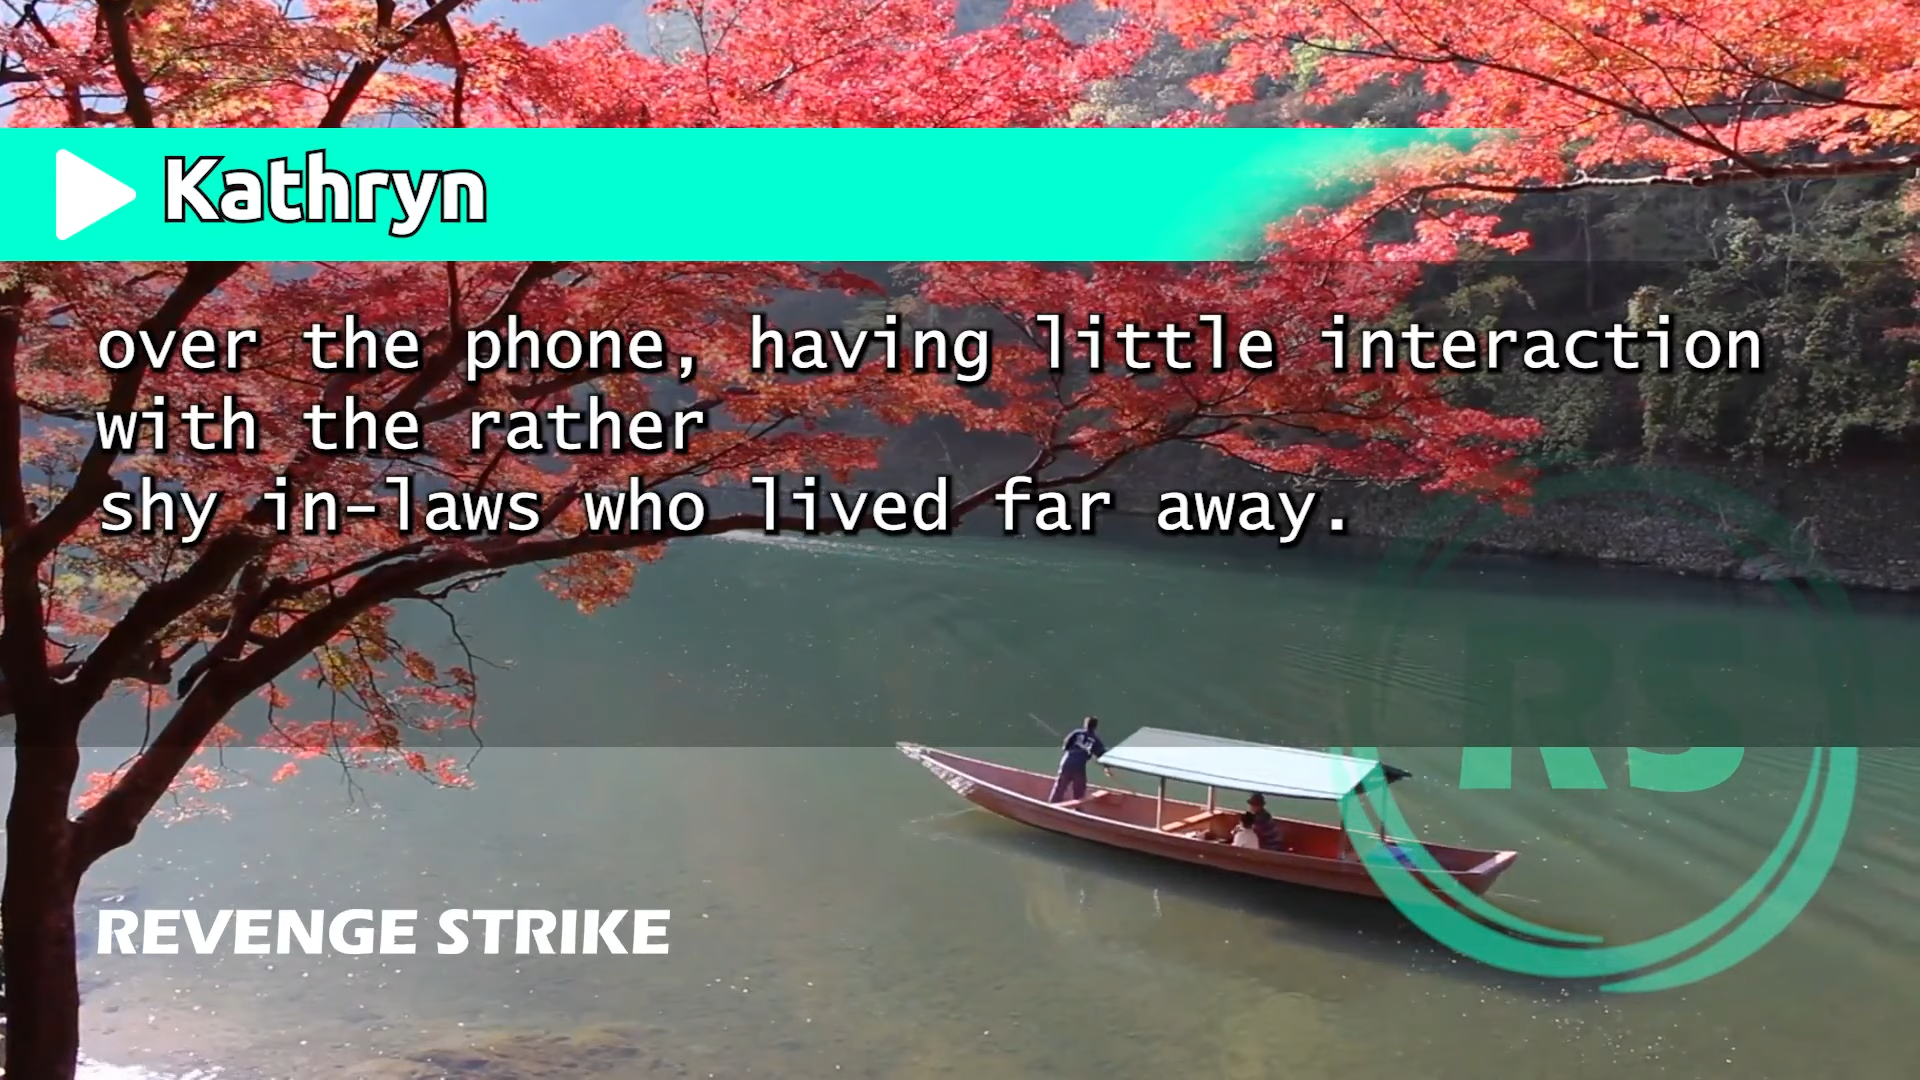 Kathryn
over the phone, having little interaction
with the rather
shy in-laws who lived far away.
RS
REVENGE STRIKE